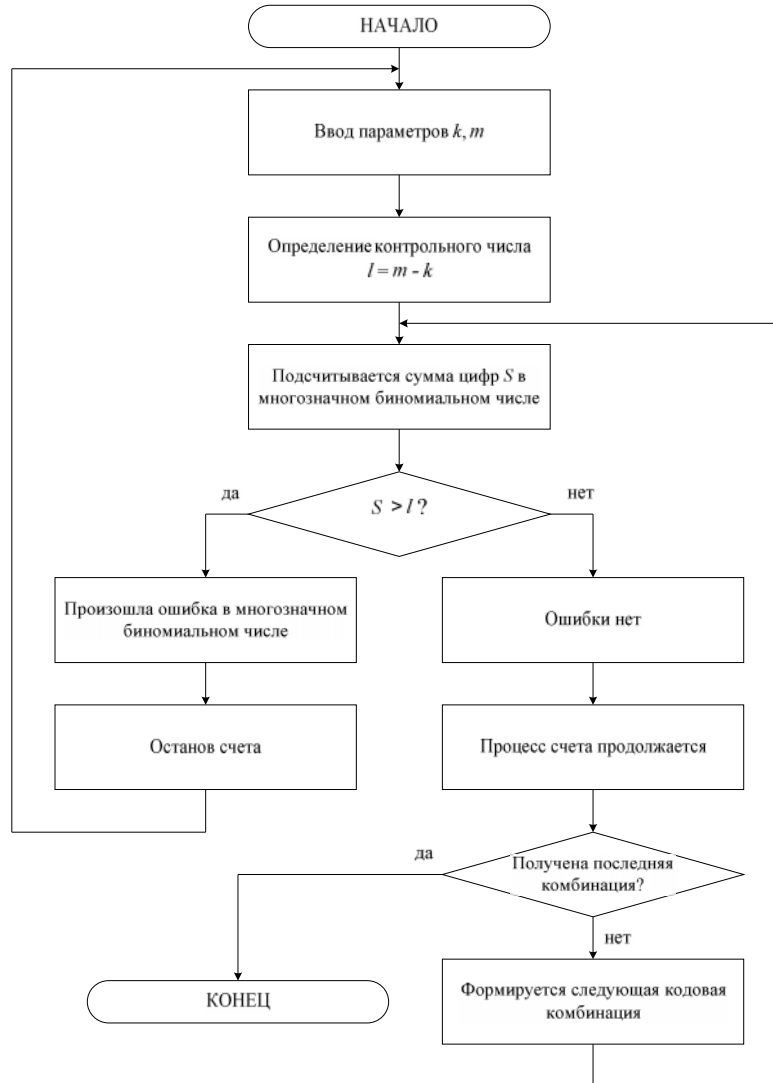 НАЧАЛО
Ввод параметров k, m
Определение контрольного числа
l = m - k
Подсчитывается сумма цифр S в
многозначном биномиальном числе
да
S > l ?
нет
Произошла ошибка в многозначном
биномиальном числе
Ошибки нет
Останов счета
Процесс счета продолжается
да
Получена последняя
комбинация?
нет
КОНЕЦ
Формируется следующая кодовая
комбинация